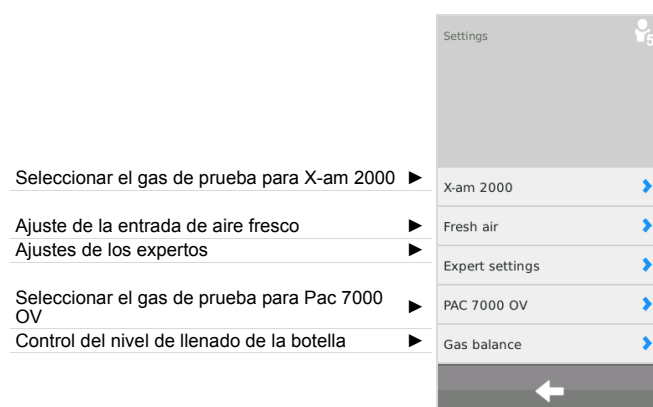 Settings
5
Seleccionar el gas de prueba para X-am 2000
X-am 2000
Ajuste de la entrada de aire fresco
Fresh air
Ajustes de los expertos
Expert settings
Seleccionar el gas de prueba para Pac 7000
OV
PAC 7000 OV
Control del nivel de llenado de la botella
Gas balance